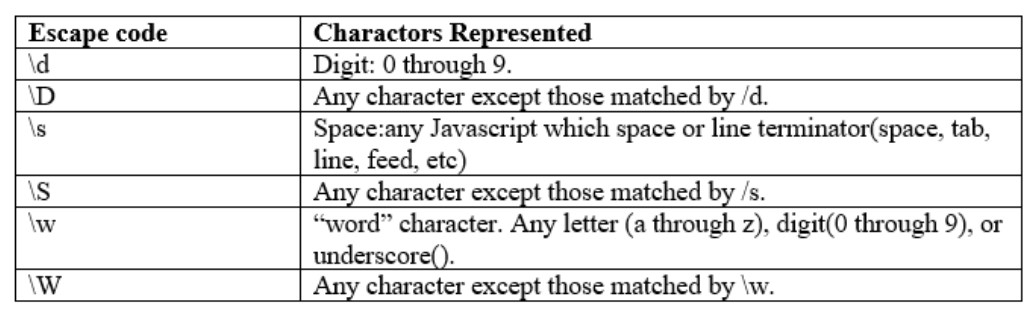 Escape code Charactors Represented
\d Digit: 0 through 9.
\D Any character except those matched by /d.
\s Space:any Javascript which space or line terminator(space, tab,
line, feed, etc)
\S Any character except those matched by /s.
\w “word” character. Any letter (a through z), digit(0 through 9), or
underscore().
\W Any character except those matched by \w.